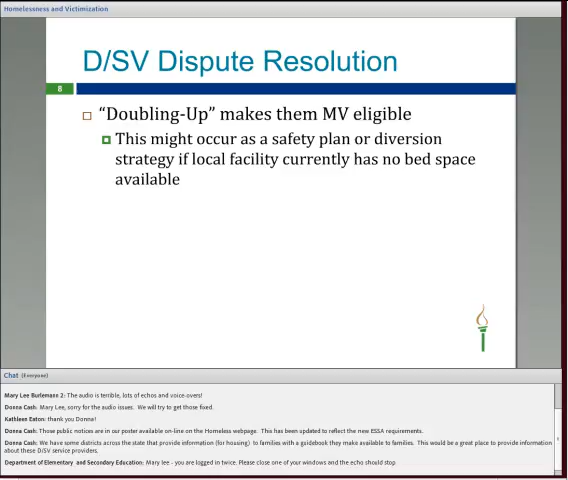 Homelessness and Victimization
D/SV Dispute Resolution
8
“Doubling-Up” makes them MV eligible
This might occur as a safety plan or diversion
strategy if local facility currently has no bed space
available
Chat (Everyone)
Mary Lee Burlemann 2: The audio is terrible, lots of echos and voice-overs!
Donna Cash: Mary Lee, sorry for the audio issues. We will try to get those fixed.
Kathleen Eaton: thank you Donna!
Donna Cash: Those public notices are in our poster available on-line on the Homeless webpage. This has been updated to reflect the new ESSA requirements.
Donna Cash: We have some districts across the state that provide information (for housing) to families with a guidebook they make available to families. This would be a great place to provide information
about these D/SV service providers.
Department of Elementary and Secondary Education: Mary lee - you are logged in twice. Please close one of your windows and the echo should stop